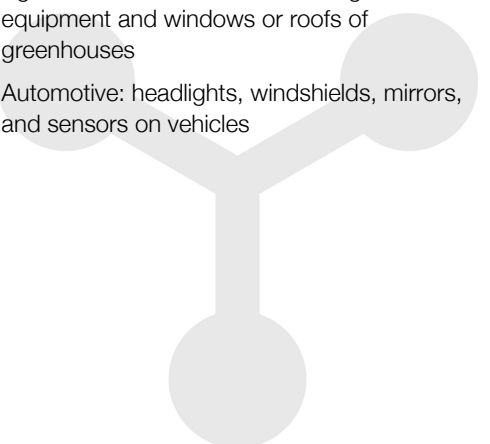 equipment and windows or roofs of
greenhouses
Automotive: headlights, windshields, mirrors,
and sensors on vehicles